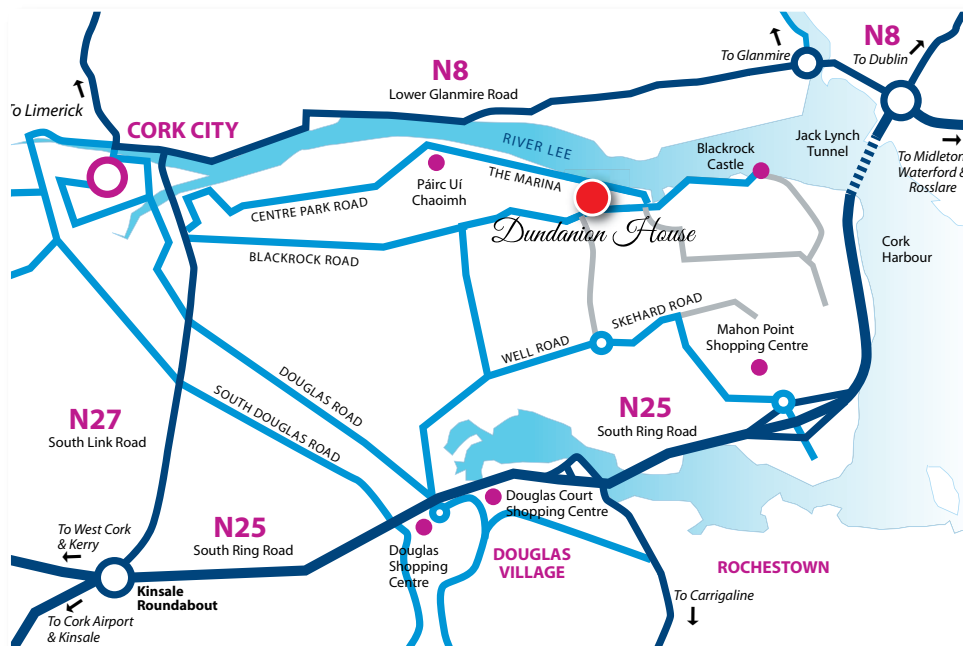 N8
To Dublin
To Glanmire
N8
Lower Glanmire Road
To Limerick
CORK CITY
RIVER LEE
Jack Lynch
Tunnel
Blackrock
Castle
To Midleton
Waterford &
Rosslare
THE MARINA
Páirc Uí
Chaoimh
CENTRE PARK ROAD
Dundanion House
BLACKROCK ROAD
Cork
Harbour
SKEHARD ROAD
Mahon Point
Shopping Centre
WELL ROAD
DOUGLAS ROAD
SOUTH DOUGLAS ROAD
N27
South Link Road
N25
South Ring Road
Douglas Court
Shopping Centre
To West Cork
& Kerry
N25
South Ring Road
Douglas
Shopping
Centre
DOUGLAS
VILLAGE
ROCHESTOWN
Kinsale
Roundabout
To Carrigaline
To Cork Airport
& Kinsale